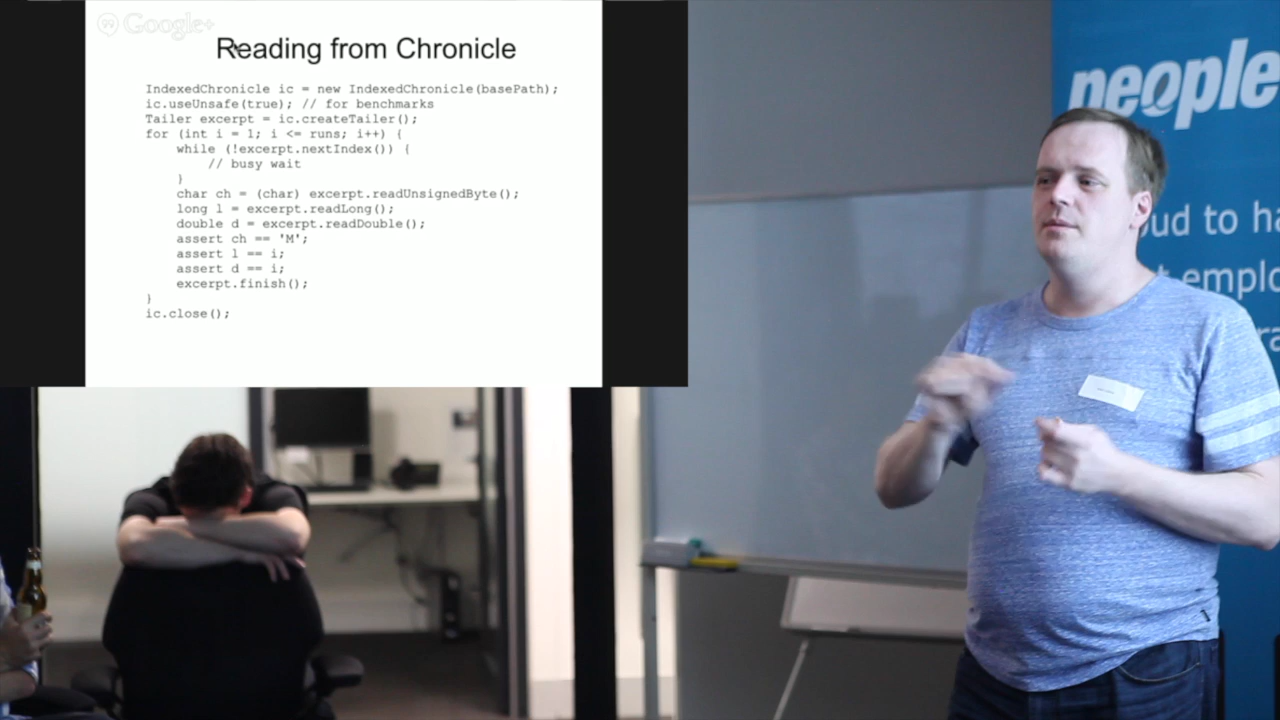 Google+
Reading from Chronicle
IndexedChronicle ic = new IndexedChronicle(basePath);
ic.useUnsafe(true); // for benchmarks
Tailer excerpt = ic.createTailer();
for (int i = 1; i <= runs; i++) {
    while (!excerpt.nextIndex()) {
        // busy wait
    }
    char ch = (char) excerpt.readUnsignedByte();
    long l = excerpt.readLong();
    double d = excerpt.readDouble();
    assert ch == 'M';
    assert l == i;
    assert d == i;
    excerpt.finish();
}
ic.close();
people
oud to ha
t emplo
ra